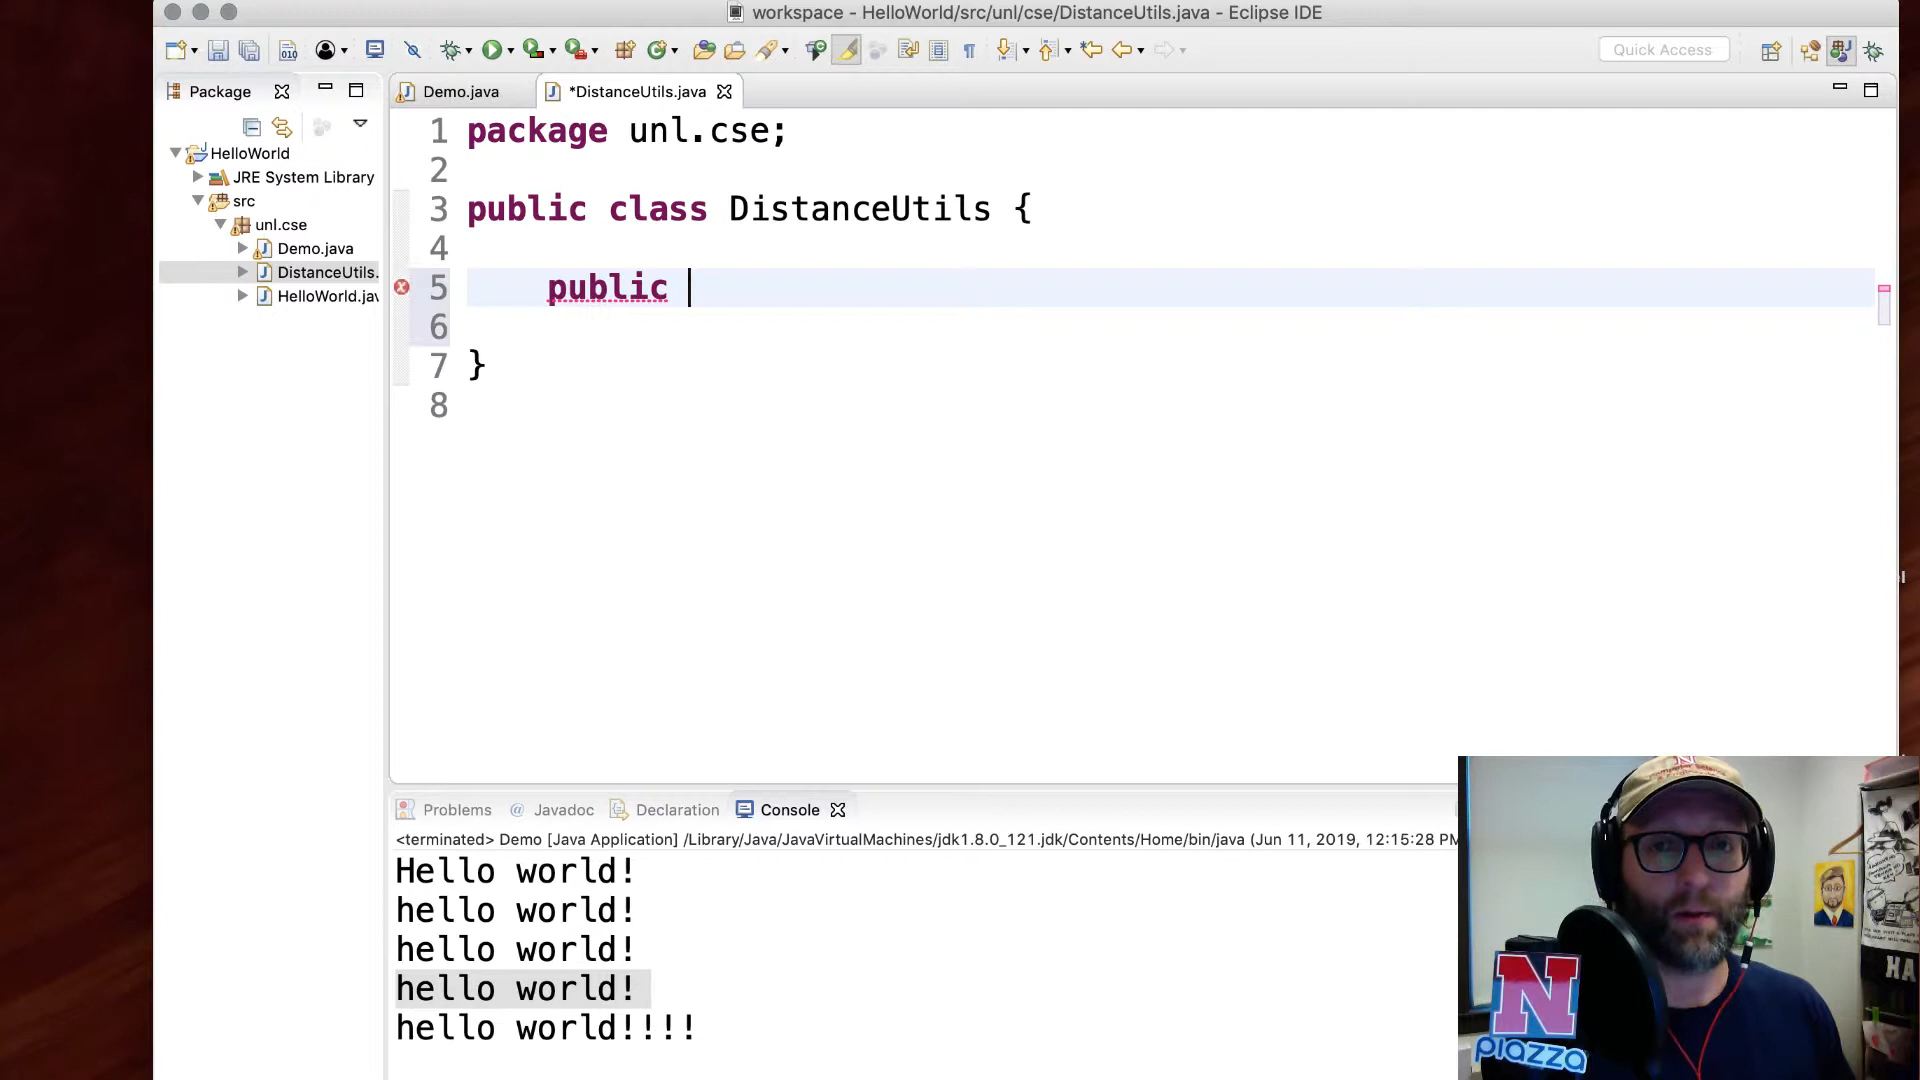 workspace - HelloWorld/src/unl/cse/DistanceUtils.java - Eclipse IDE
Quick Access
Package
Demo.java
*DistanceUtils.java
HelloWorld
JRE System Library
src
unl.cse
Demo.java
DistanceUtils.
HelloWorld.jav
1 package unl.cse;
2
3 public class DistanceUtils {
4
5 public
6
7 }
8
Problems
@ Javadoc
Declaration
Console
<terminated> Demo [Java Application] /Library/Java/JavaVirtualMachines/jdk1.8.0_121.jdk/Contents/Home/bin/java (Jun 11, 2019, 12:15:28 PM
Hello world!
hello world!
hello world!
hello world!
hello world!!!!
N
piazza
HA